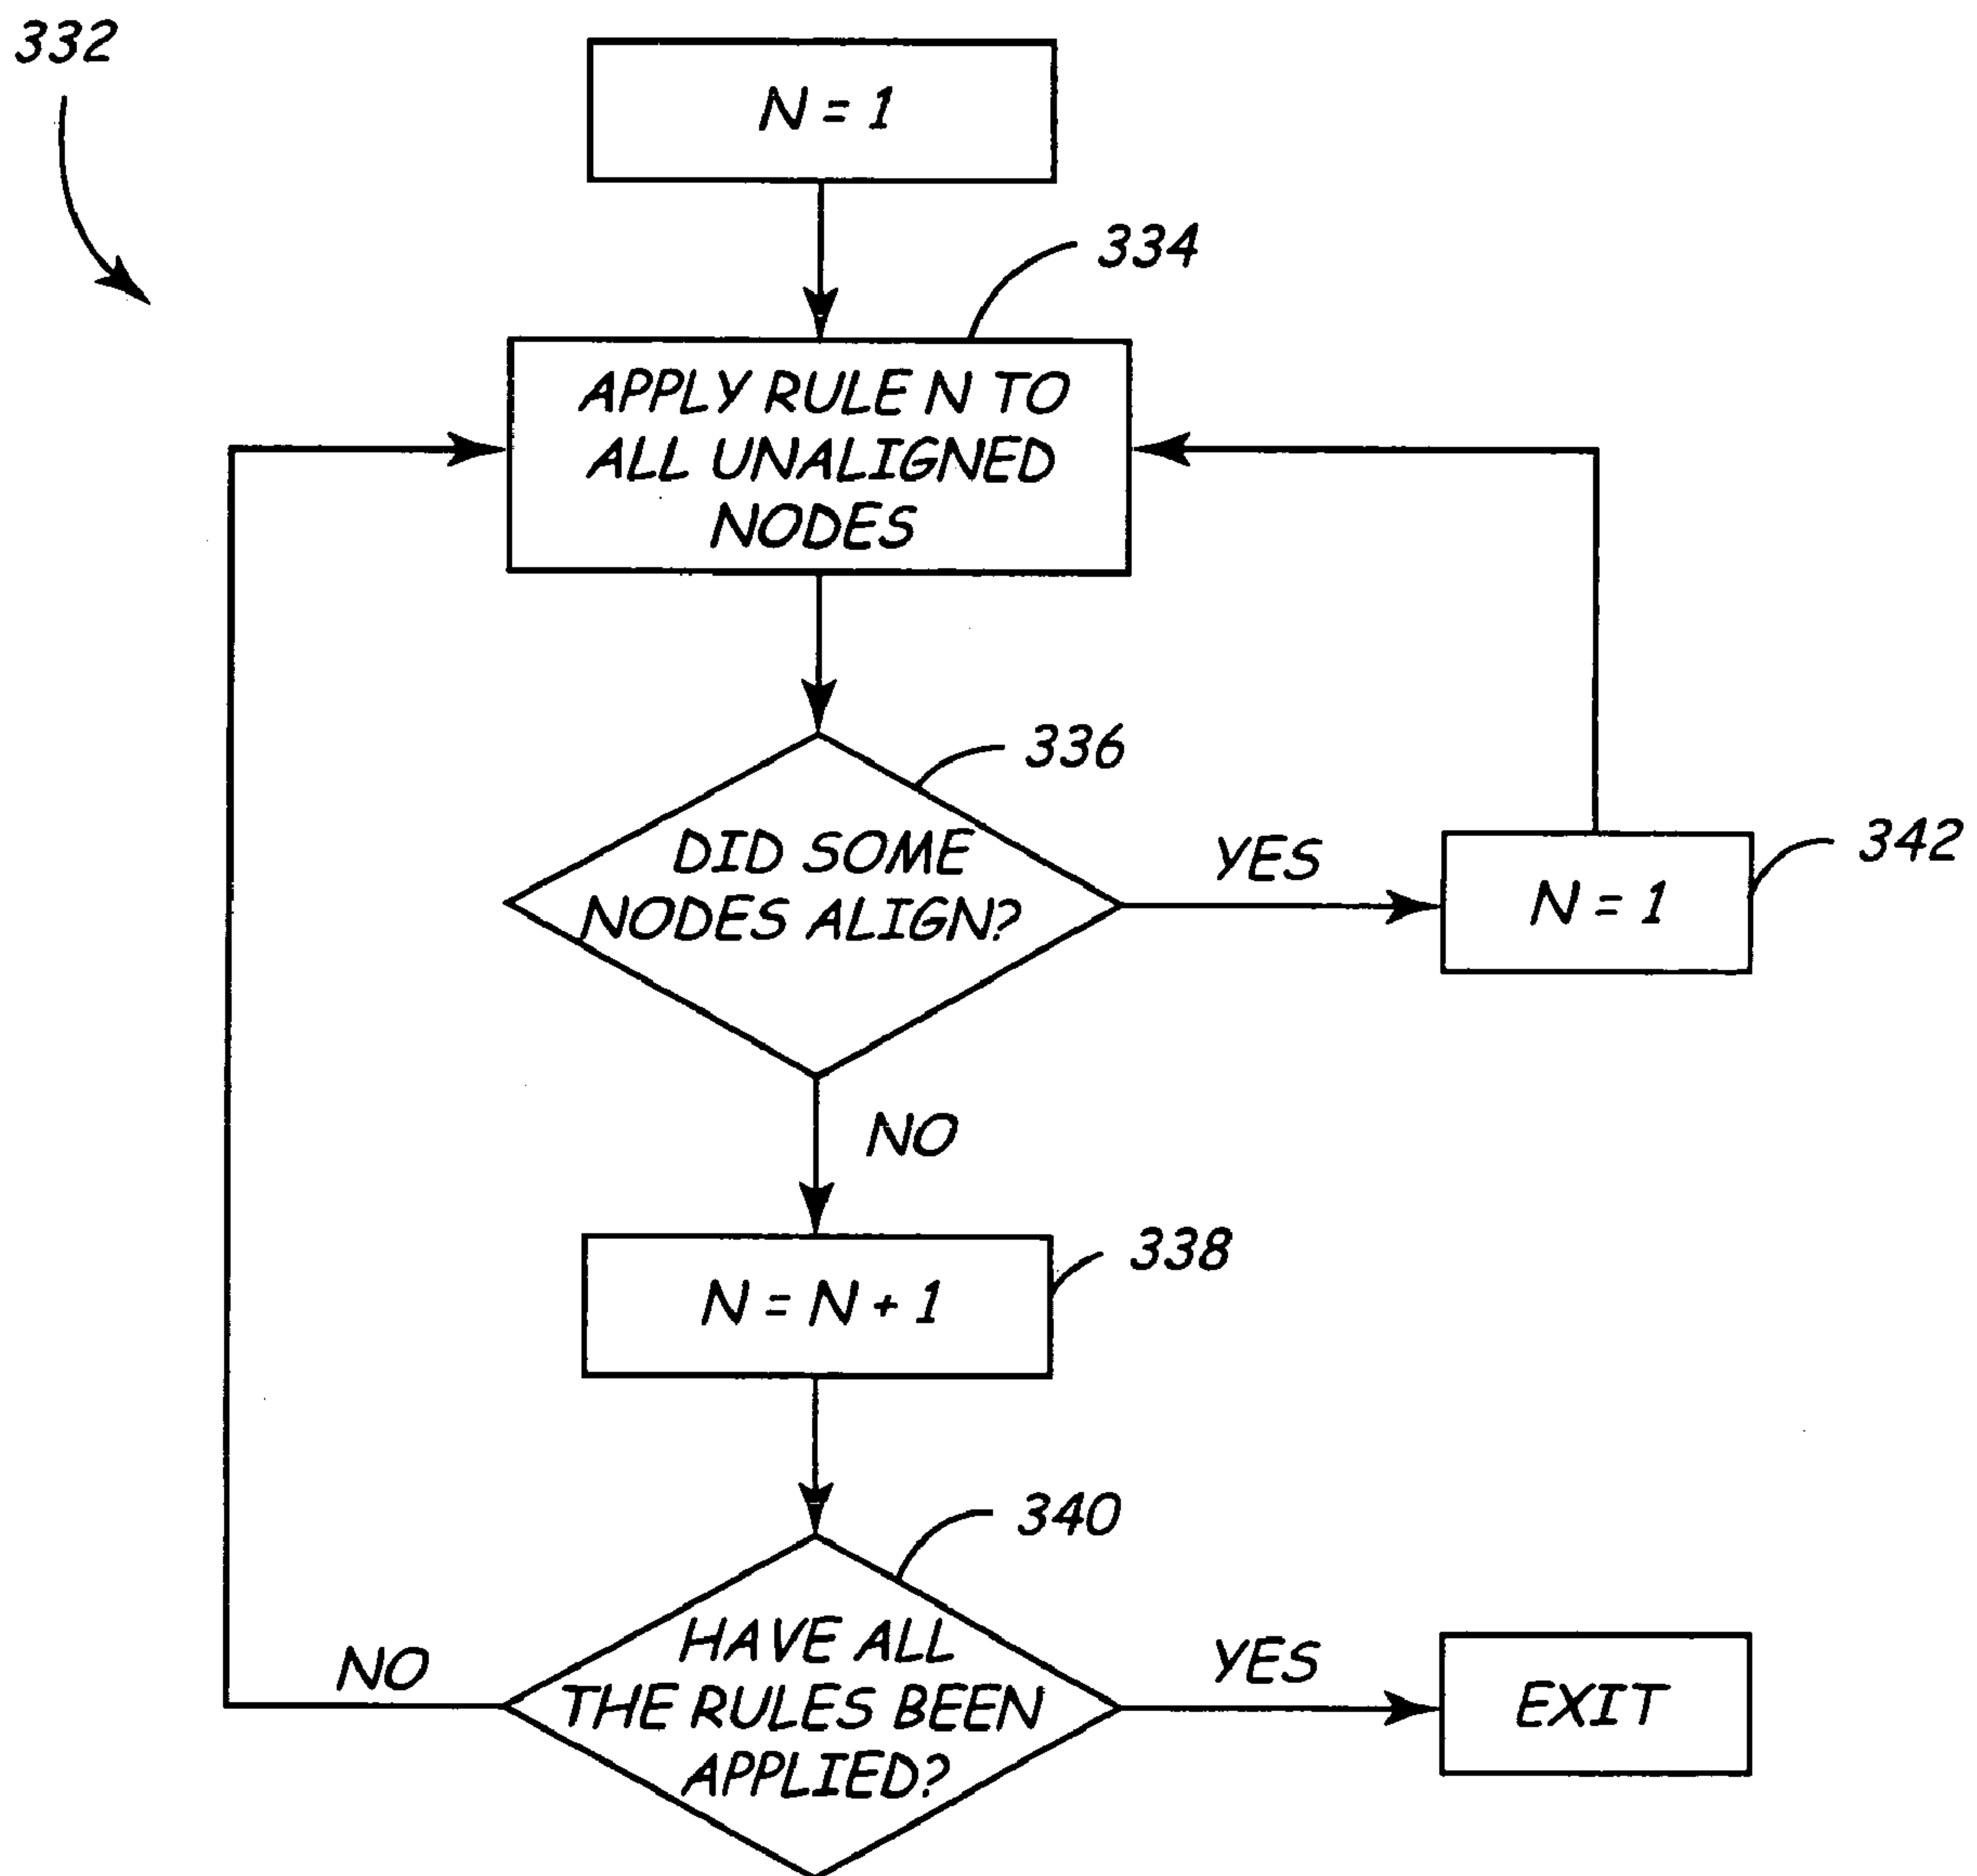 332
N = 1
334
APPLY RULE N TO
ALL UNALIGNED
NODES
336
DID SOME
NODES ALIGN?
YES
342
N = 1
NO
338
N = N + 1
340
HAVE ALL
THE RULES BEEN
APPLIED?
NO
YES
EXIT